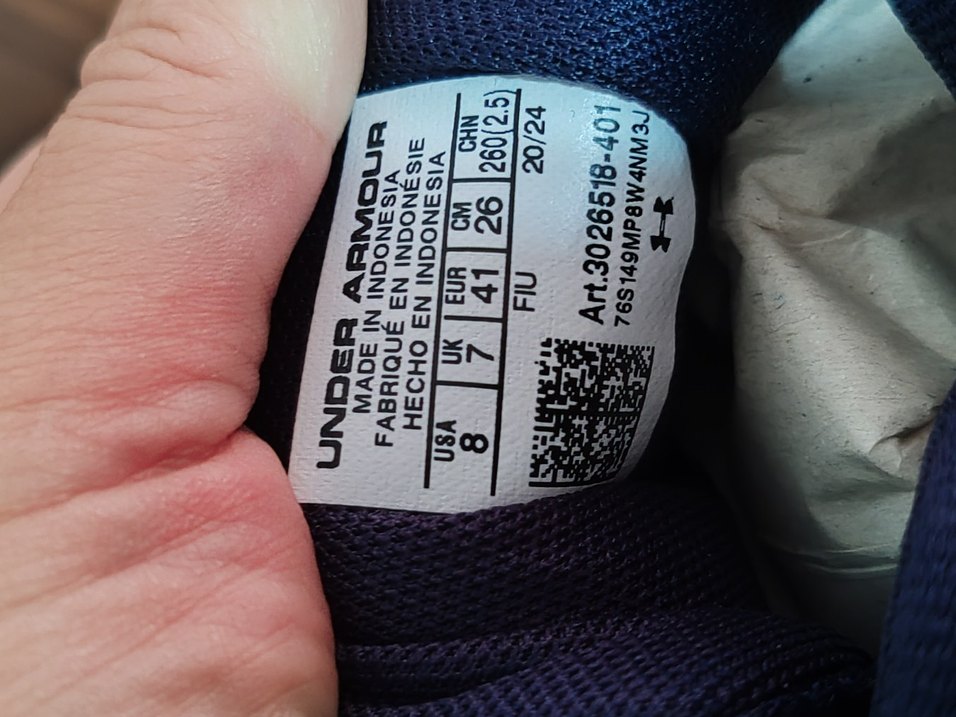 UNDER ARMOUR
MADE IN INDONESIA
FABRIQUÉ EN INDONÉSIE
HECHO EN INDONESIA
USA UK EUR CM CHN
8 7 41 26 260(2.5)
FIU 20/24
Art.3026518-401
76S149MP8W4NM3J